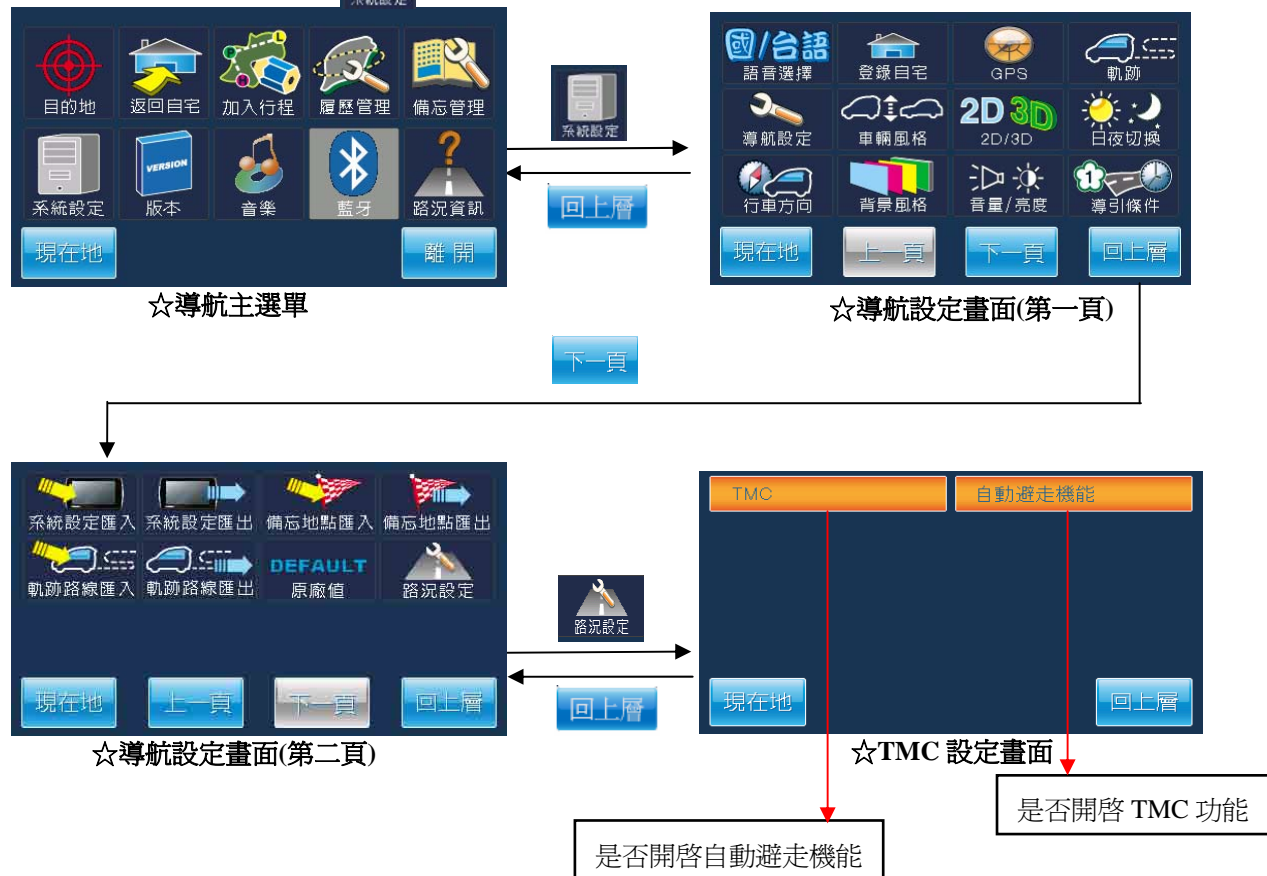 系統設定
國/台語
目的地 返回自宅 加入行程 履歷管理 備忘管理
VERSION
系統設定 版本 音樂 藍牙 路況資訊
現在地 離開
☆導航主選單
系統設定
回上層
語音選擇 登錄自宅 GPS 軌跡
2D 3D
導航設定 車輛風格 2D/3D 日夜切換
1
行車方向 背景風格 音量/亮度 導引條件
現在地 上一頁 下一頁 回上層
☆導航設定畫面(第一頁)
下一頁
系統設定匯入 系統設定匯出 備忘地點匯入 備忘地點匯出
DEFAULT
軌跡路線匯入 軌跡路線匯出 原廠值 路況設定
現在地 上一頁 下一頁 回上層
☆導航設定畫面(第二頁)
路況設定
回上層
TMC 自動避走機能
現在地 回上層
☆TMC 設定畫面
是否開啓 TMC 功能
是否開啓自動避走機能